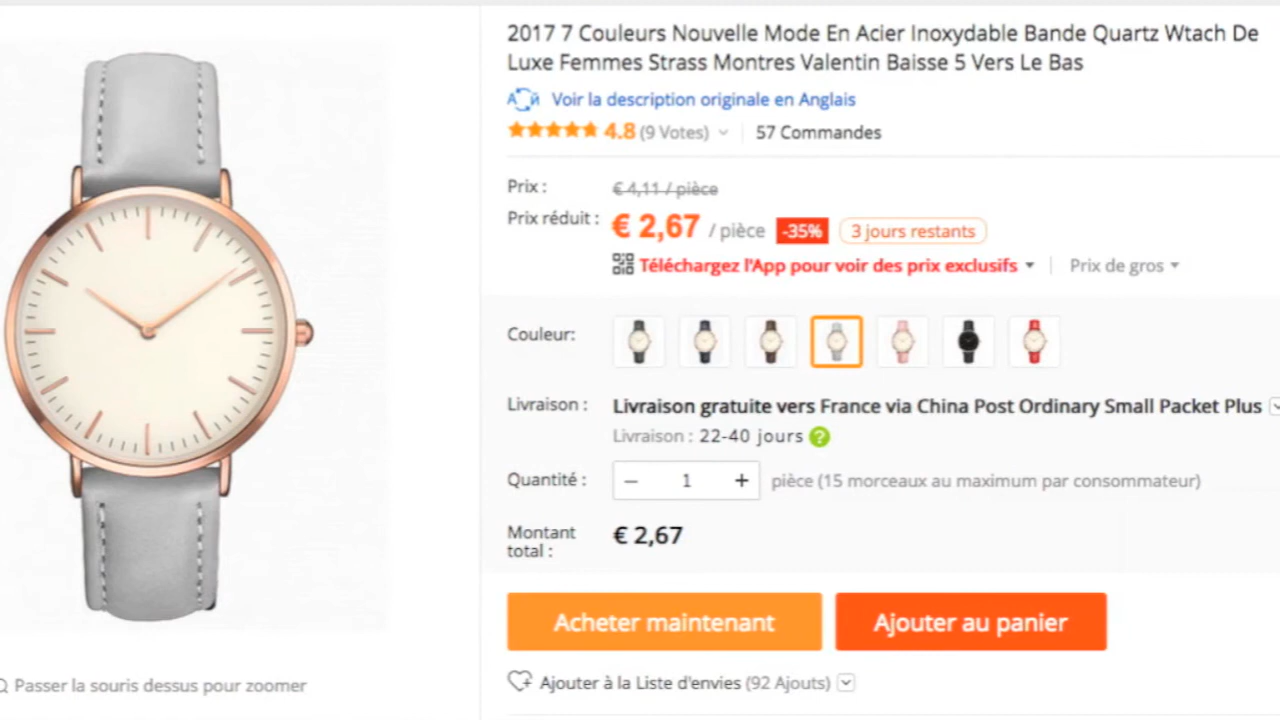 2017 7 Couleurs Nouvelle Mode En Acier Inoxydable Bande Quartz Wtach De
Luxe Femmes Strass Montres Valentin Baisse 5 Vers Le Bas
Voir la description originale en Anglais
4.8 (9 Votes) 57 Commandes
Prix : € 4,11 / pièce
Prix réduit : € 2,67 / pièce -35% 3 jours restants
Téléchargez l'App pour voir des prix exclusifs Prix de gros
Couleur:
Livraison : Livraison gratuite vers France via China Post Ordinary Small Packet Plus
Livraison : 22-40 jours ?
Quantité : − 1 + pièce (15 morceaux au maximum par consommateur)
Montant
total : € 2,67
Acheter maintenant Ajouter au panier
Ajouter à la Liste d'envies (92 Ajouts)
Passer la souris dessus pour zoomer